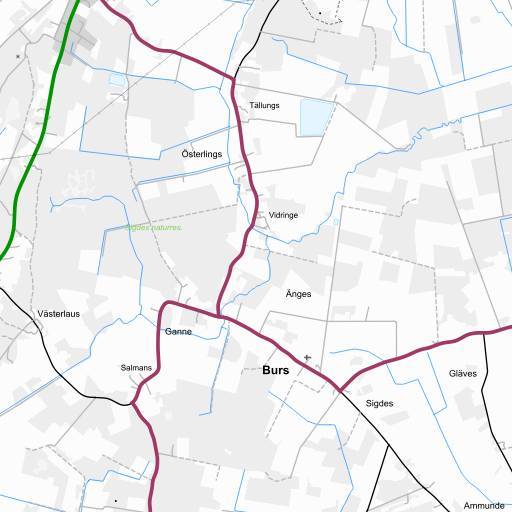 Tällungs
Österlings
Vidringe
Sigdes naturres.
Änges
Västerlaus
Ganne
Salmans
Burs
Gläves
Sigdes
Ammunde